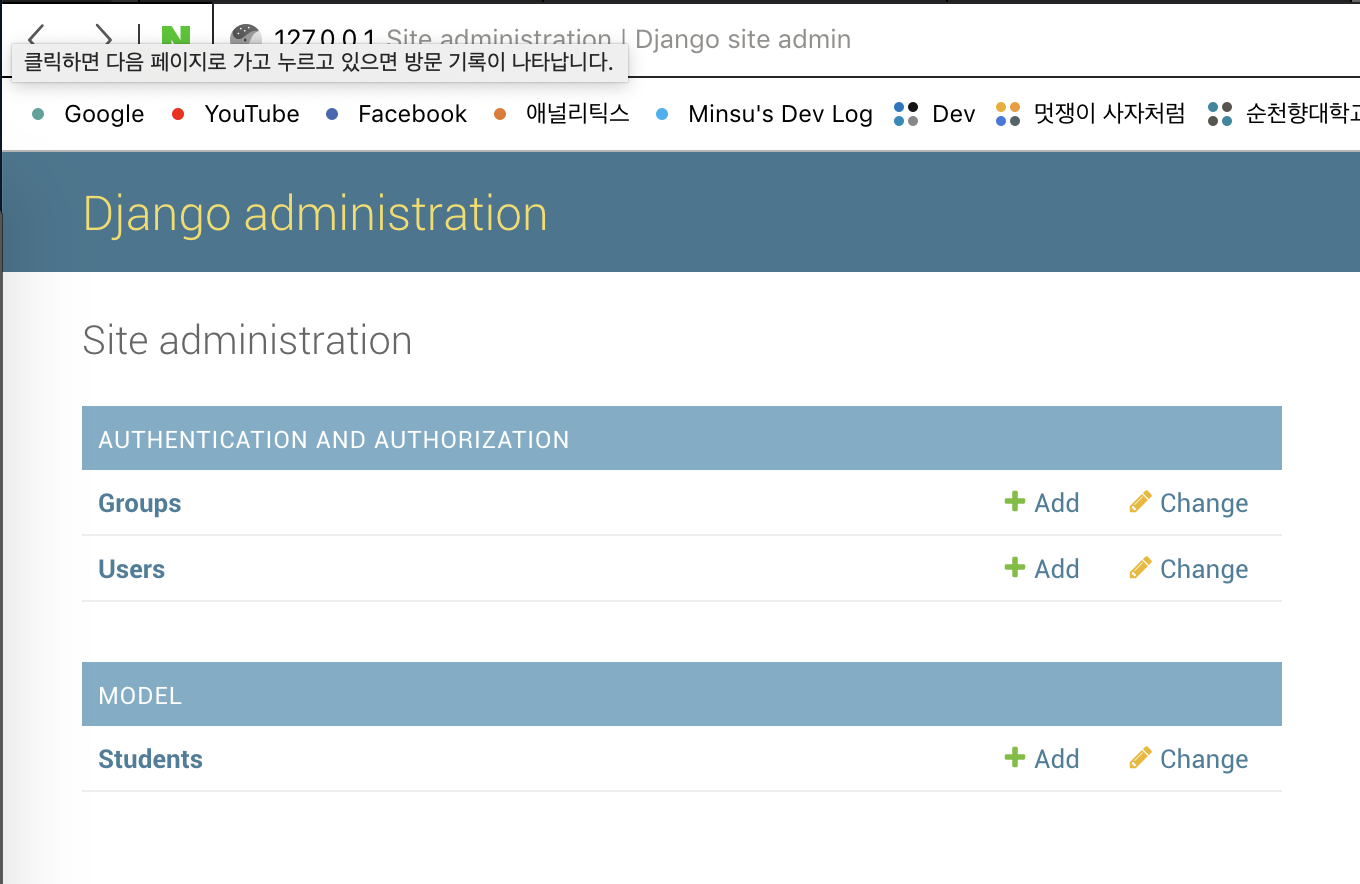 N 127.0.0.1 Site administration | Django site admin
클릭하면 다음 페이지로 가고 누르고 있으면 방문 기록이 나타납니다.
Google YouTube Facebook 애널리틱스 Minsu's Dev Log Dev 멋쟁이 사자처럼 순천향대학교
Django administration
Site administration
AUTHENTICATION AND AUTHORIZATION
Groups Add Change
Users Add Change
MODEL
Students Add Change